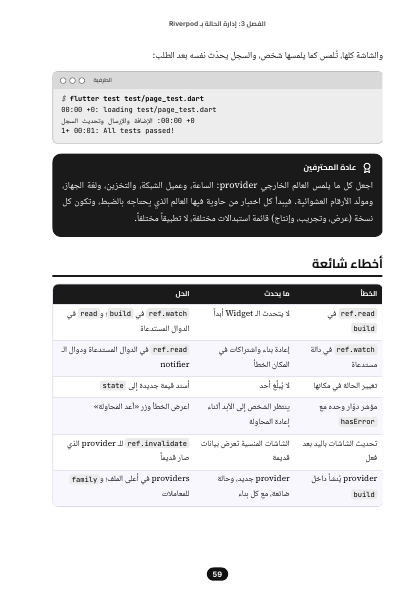 الفصل 3: إدارة الحالة بـ Riverpod
والشاشة كلها، تُلمس كما يلمسها شخص، والسجل يحدّث نفسه بعد الطلب:
الطرفية
$ flutter test test/page_test.dart
00:00 +0: loading test/page_test.dart
00:00 +0: الإضافة والإرسال وتحديث السجل
00:01 +1: All tests passed!
عادة المحترفين
اجعل كل ما يلمس العالم الخارجي provider: الساعة، وعميل الشبكة، والتخزين، ولغة الجهاز،
ومولّد الأرقام العشوائية. فيبدأ كل اختبار من حاوية فيها العالم الذي يحتاجه بالضبط، وتكون كل
نسخة (عرض، وتجريب، وإنتاج) قائمة استبدالات مختلفة، لا تطبيقاً مختلفاً.
أخطاء شائعة
الخطأ ما يحدث الحل
ref.read في build لا يتحدث الـ Widget أبداً ref.watch في build؛ وread في الدوال المستدعاة
ref.watch في دالة مستدعاة إعادة بناء واشتراكات في المكان الخطأ ref.read في الدوال المستدعاة ودوال الـ notifier
تغيير الحالة في مكانها لا يُبلَّغ أحد أسند قيمة جديدة إلى state
مؤشر دوّار وحده مع hasError ينتظر الشخص إلى الأبد أثناء إعادة المحاولة اعرض الخطأ وزر «أعد المحاولة»
تحديث الشاشات باليد بعد فعل الشاشات المنسية تعرض بيانات قديمة ref.invalidate للـ provider الذي صار قديماً
provider يُنشأ داخل build provider جديد، وحالة ضائعة، مع كل بناء providers في أعلى الملف؛ وfamily للمعاملات
59